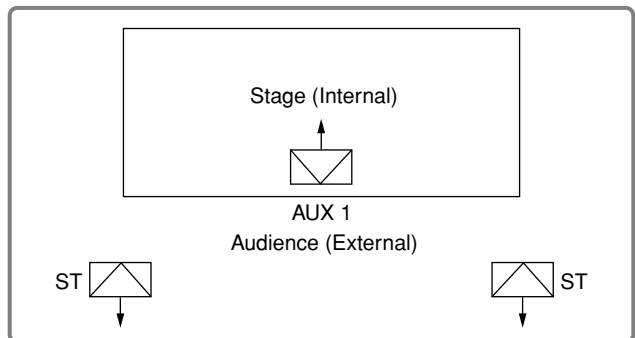 Stage (Internal)
AUX 1
Audience (External)
ST
ST